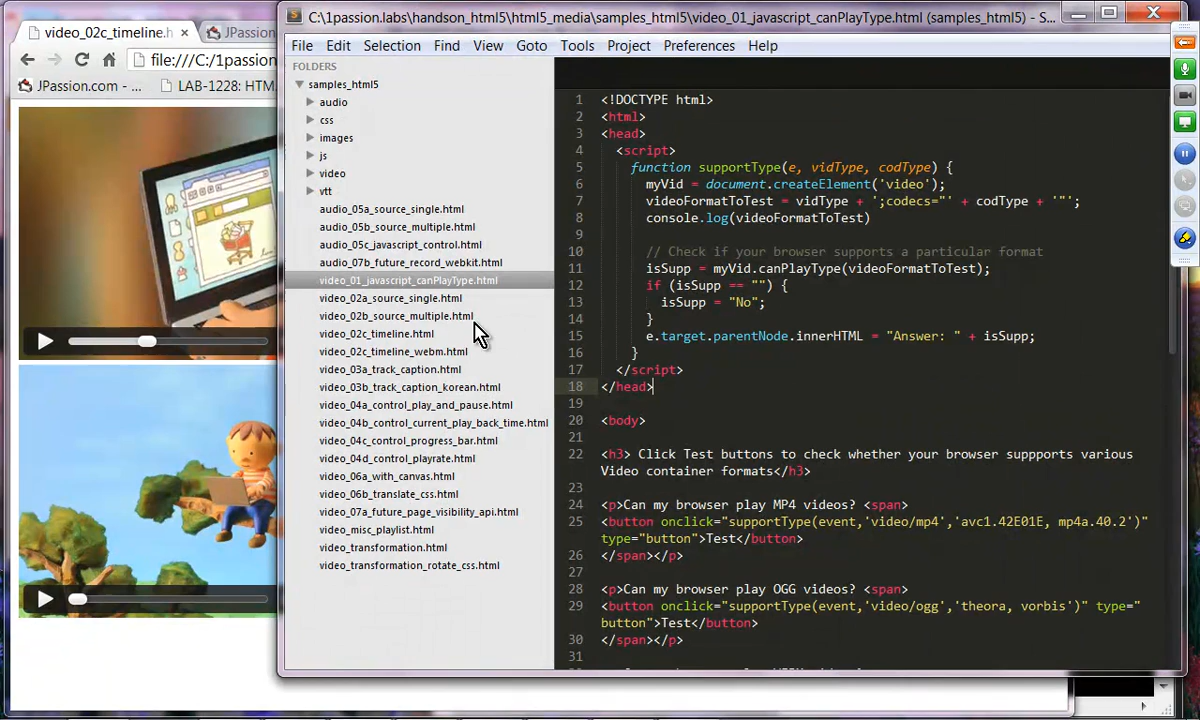 C:\1passion.labs\handson_html5\html5_media\samples_html5\video_01_javascript_canPlayType.html (samples_html5) - S...
video_02c_timeline.h ×
JPassion
File Edit Selection Find View Goto Tools Project Preferences Help
file:///C:/1passion
JPassion.com - ...
LAB-1228: HTM
FOLDERS
samples_html5
audio
css
images
js
video
vtt
audio_05a_source_single.html
audio_05b_source_multiple.html
audio_05c_javascript_control.html
audio_07b_future_record_webkit.html
video_01_javascript_canPlayType.html
video_02a_source_single.html
video_02b_source_multiple.html
video_02c_timeline.html
video_02c_timeline_webm.html
video_03a_track_caption.html
video_03b_track_caption_korean.html
video_04a_control_play_and_pause.html
video_04b_control_current_play_back_time.html
video_04c_control_progress_bar.html
video_04d_control_playrate.html
video_06a_with_canvas.html
video_06b_translate_css.html
video_07a_future_page_visibility_api.html
video_misc_playlist.html
video_transformation.html
video_transformation_rotate_css.html
1 <!DOCTYPE html>
2 <html>
3 <head>
4 <script>
5 function supportType(e, vidType, codType) {
6 myVid = document.createElement('video');
7 videoFormatToTest = vidType + ';codecs="' + codType + '"';
8 console.log(videoFormatToTest)
9
10 // Check if your browser supports a particular format
11 isSupp = myVid.canPlayType(videoFormatToTest);
12 if (isSupp == "") {
13 isSupp = "No";
14 }
15 e.target.parentNode.innerHTML = "Answer: " + isSupp;
16 }
17 </script>
18 </head>
19
20 <body>
21
22 <h3> Click Test buttons to check whether your browser suppports various
Video container formats</h3>
23
24 <p>Can my browser play MP4 videos? <span>
25 <button onclick="supportType(event,'video/mp4','avc1.42E01E, mp4a.40.2')"
type="button">Test</button>
26 </span></p>
27
28 <p>Can my browser play OGG videos? <span>
29 <button onclick="supportType(event,'video/ogg','theora, vorbis')" type="
button">Test</button>
30 </span></p>
31